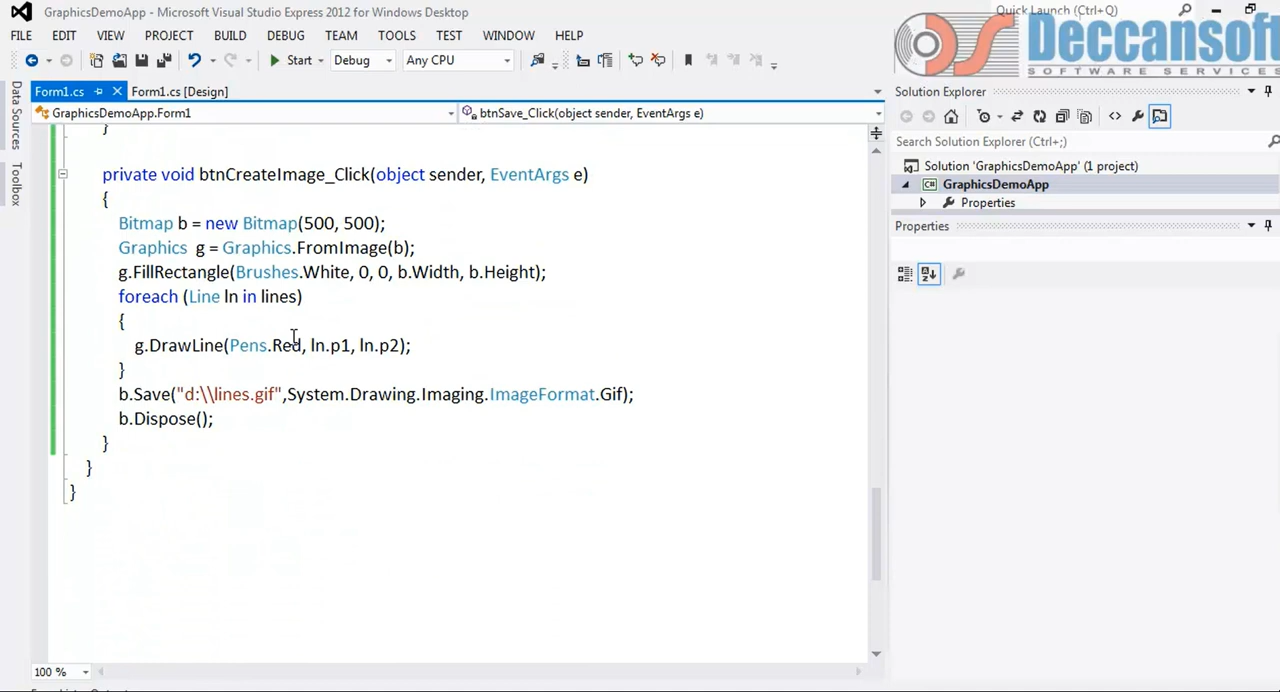 GraphicsDemoApp - Microsoft Visual Studio Express 2012 for Windows Desktop
Quick Launch (Ctrl+Q)
FILE EDIT VIEW PROJECT BUILD DEBUG TEAM TOOLS TEST WINDOW HELP
Deccansoft
SOFTWARE SERVICES
Start Debug Any CPU
Form1.cs Form1.cs [Design]
Solution Explorer
GraphicsDemoApp.Form1 btnSave_Click(object sender, EventArgs e)
Data Sources
Toolbox
Search Solution Explorer (Ctrl+;)
Solution 'GraphicsDemoApp' (1 project)
C# GraphicsDemoApp
Properties
Properties
}
private void btnCreateImage_Click(object sender, EventArgs e)
{
Bitmap b = new Bitmap(500, 500);
Graphics g = Graphics.FromImage(b);
g.FillRectangle(Brushes.White, 0, 0, b.Width, b.Height);
foreach (Line ln in lines)
{
g.DrawLine(Pens.Red, ln.p1, ln.p2);
}
b.Save("d:\\lines.gif",System.Drawing.Imaging.ImageFormat.Gif);
b.Dispose();
}
}
}
100 %